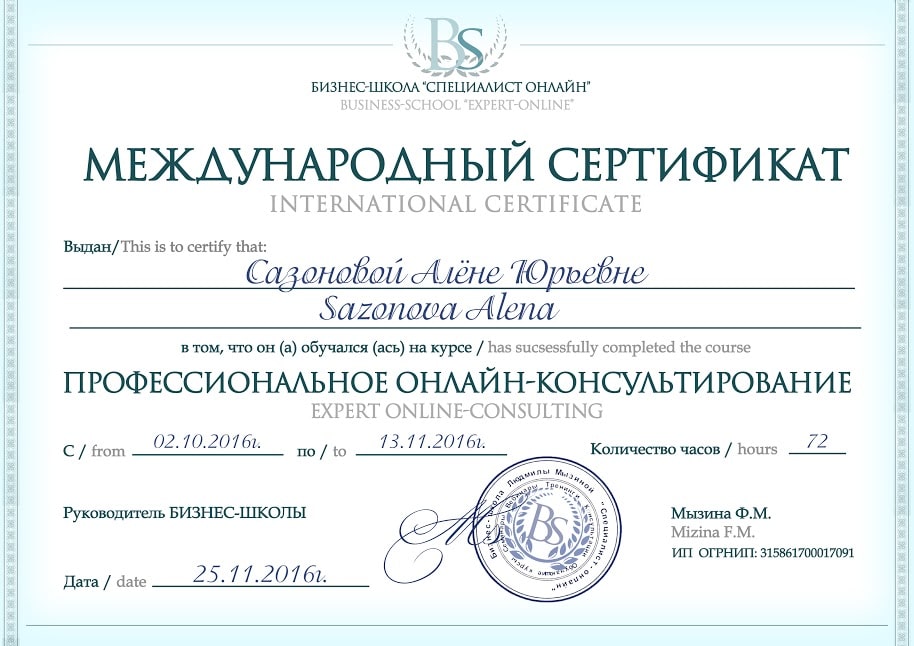 BS
БИЗНЕС-ШКОЛА "СПЕЦИАЛИСТ ОНЛАЙН"
BUSINESS-SCHOOL "EXPERT-ONLINE"
МЕЖДУНАРОДНЫЙ СЕРТИФИКАТ
INTERNATIONAL CERTIFICATE
Выдан/This is to certify that:
Сазоновой Алёне Юрьевне
Sazonova Alena
в том, что он (а) обучался (ась) на курсе / has sucsessfully completed the course
ПРОФЕССИОНАЛЬНОЕ ОНЛАЙН-КОНСУЛЬТИРОВАНИЕ
EXPERT ONLINE-CONSULTING
С / from 02.10.2016г. по / to 13.11.2016г. Количество часов / hours 72
Руководитель БИЗНЕС-ШКОЛЫ
Бизнес-школа Людмилы Мызиной "Специалист-онлайн"
Вебинары Тренинги Консультации Обучающие курсы
BS
Мызина Ф.М.
Mizina F.M.
ИП ОГРНИП: 315861700017091
Дата / date 25.11.2016г.